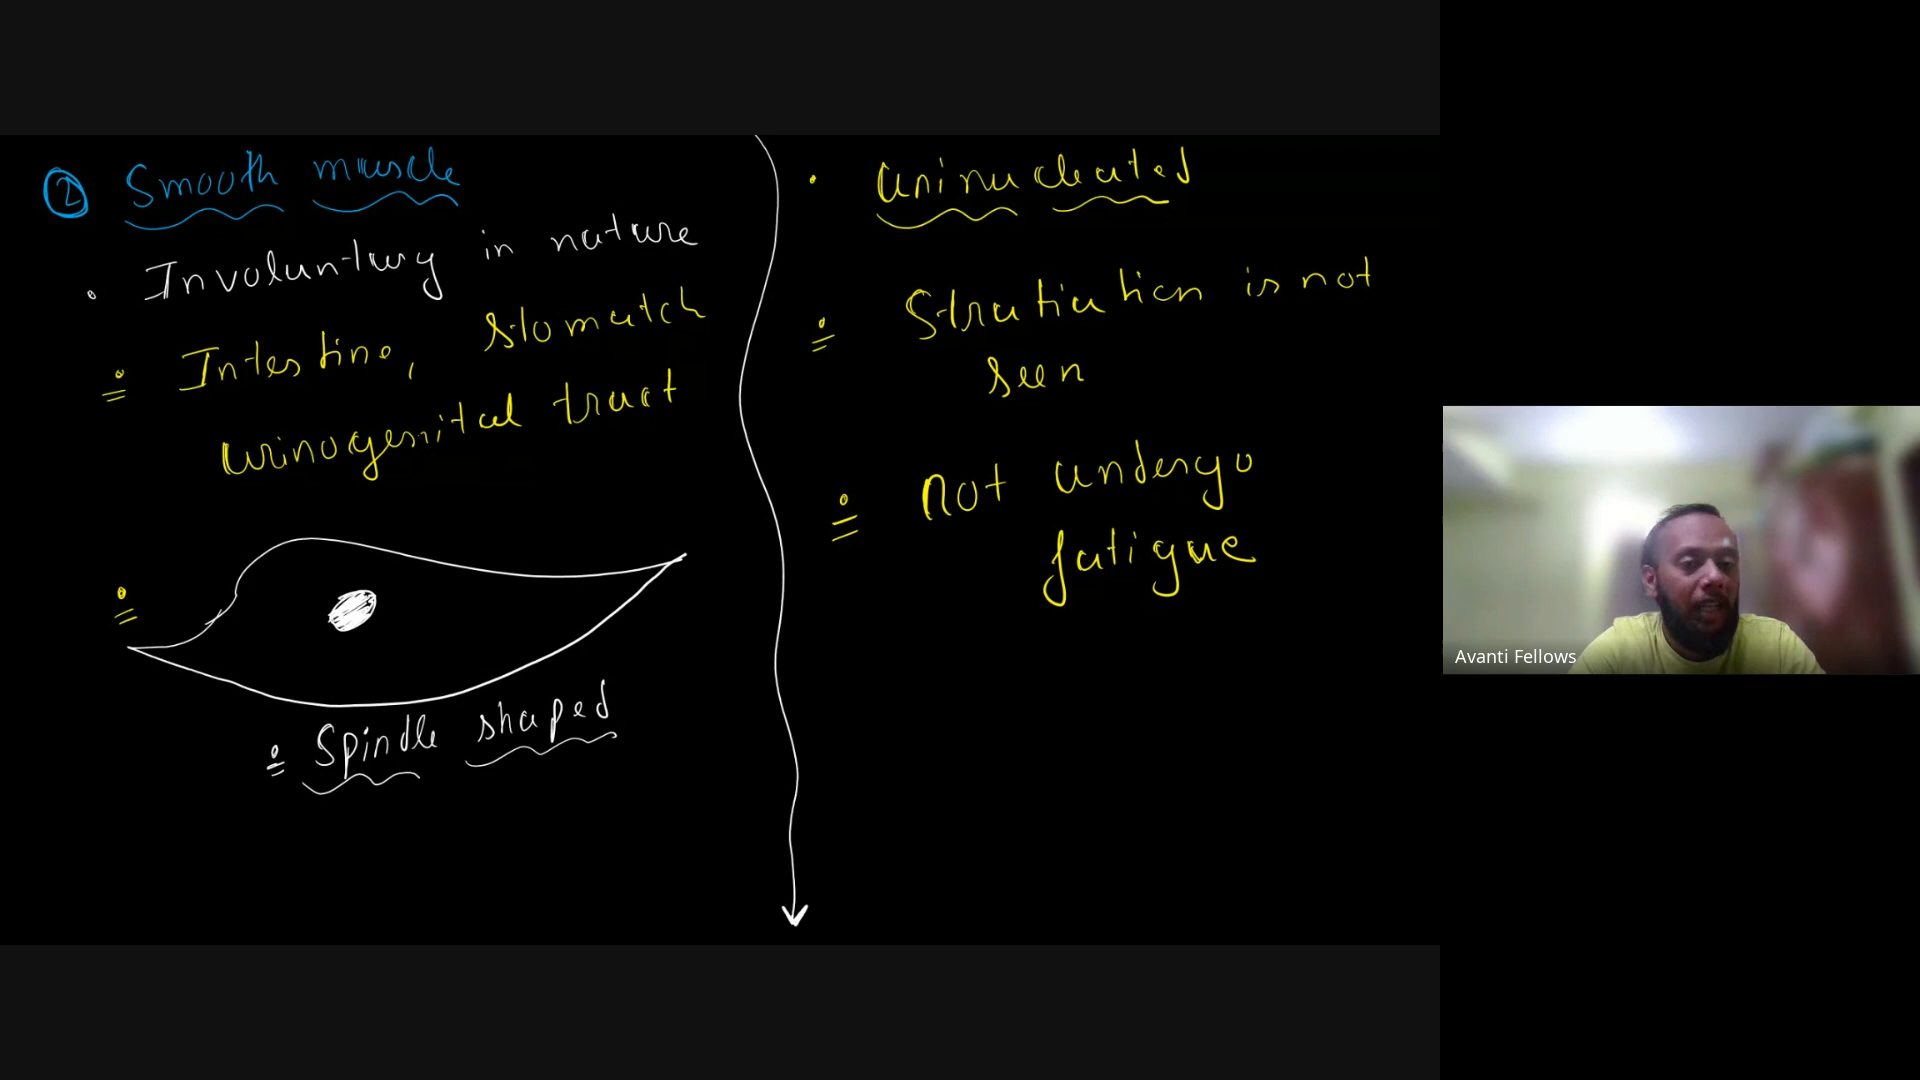 ② Smooth muscle
Involuntary in nature
Intestine, stomatch
urinogenital tract
Spindle shaped
uninucleated
Stratiation is not
seen
not undergo
fatigue
Avanti Fellows